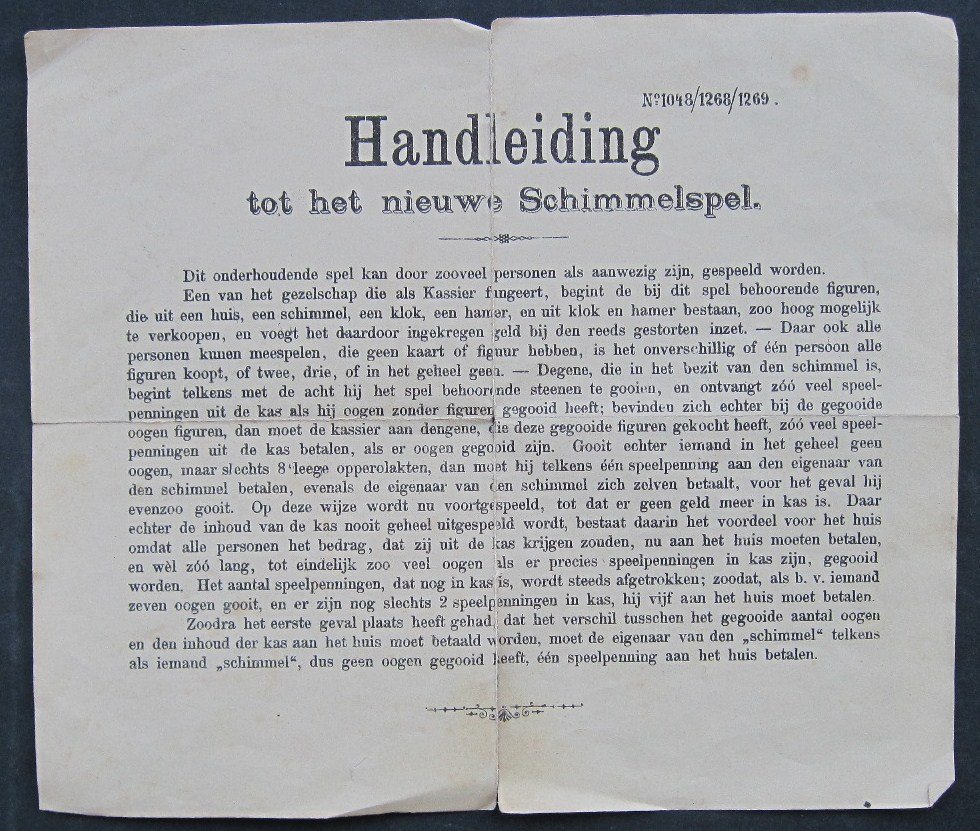 Nº 1048/1268/1269.
Handleiding
tot het nieuwe Schimmelspel.
Dit onderhoudende spel kan door zooveel personen als aanwezig zijn, gespeeld worden.
Een van het gezelschap die als Kassier fungeert, begint de bij dit spel behoorende figuren,
die uit een huis, een schimmel, een klok, een hamer, en uit klok en hamer bestaan, zoo hoog mogelijk
te verkoopen, en voegt het daardoor ingekregen geld bij den reeds gestorten inzet. — Daar ook alle
personen kunen meespelen, die geen kaart of figuur hebben, is het onverschillig of één persoon alle
figuren koopt, of twee, drie, of in het geheel geen. — Degene, die in het bezit van den schimmel is,
begint telkens met de acht hij het spel behoorende steenen te gooien, en ontvangt zóó veel speel-
penningen uit de kas als hij oogen zonder figuren gegooid heeft; bevinden zich echter bij de gegooide
oogen figuren, dan moet de kassier aan dengene, die deze gegooide figuren gekocht heeft, zóó veel speel-
penningen uit de kas betalen, als er oogen gegooid zijn. Gooit echter iemand in het geheel geen
oogen, maar slechts 8 leege opperolakten, dan moet hij telkens één speelpenning aan den eigenaar van
den schimmel betalen, evenals de eigenaar van den schimmel zich zelven betaalt, voor het geval hij
evenzoo gooit. Op deze wijze wordt nu voortgespeeld, tot dat er geen geld meer in kas is. Daar
echter de inhoud van de kas nooit geheel uitgespeeld wordt, bestaat daarin het voordeel voor het huis
omdat alle personen het bedrag, dat zij uit de kas krijgen zouden, nu aan het huis moeten betalen,
en wèl zóó lang, tot eindelijk zoo veel oogen als er precies speelpenningen in kas zijn, gegooid
worden. Het aantal speelpenningen, dat nog in kas is, wordt steeds afgetrokken; zoodat, als b. v. iemand
zeven oogen gooit, en er zijn nog slechts 2 speelpenningen in kas, hij vijf aan het huis moet betalen.
Zoodra het eerste geval plaats heeft gehad, dat het verschil tusschen het gegooide aantal oogen
en den inhoud der kas aan het huis moet betaald worden, moet de eigenaar van den „schimmel“ telkens
als iemand „schimmel“, dus geen oogen gegooid heeft, één speelpenning aan het huis betalen.